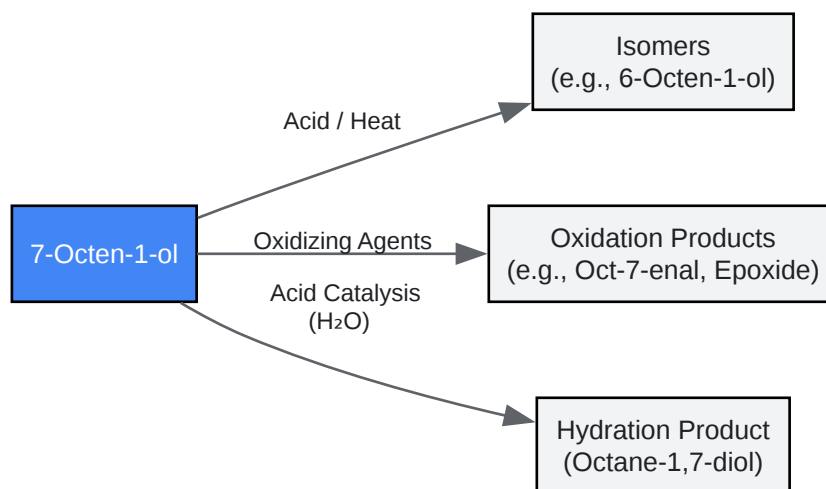 Isomers
(e.g., 6-Octen-1-ol)
Acid / Heat
7-Octen-1-ol
Oxidizing Agents
Oxidation Products
(e.g., Oct-7-enal, Epoxide)
Acid Catalysis
(H₂O)
Hydration Product
(Octane-1,7-diol)